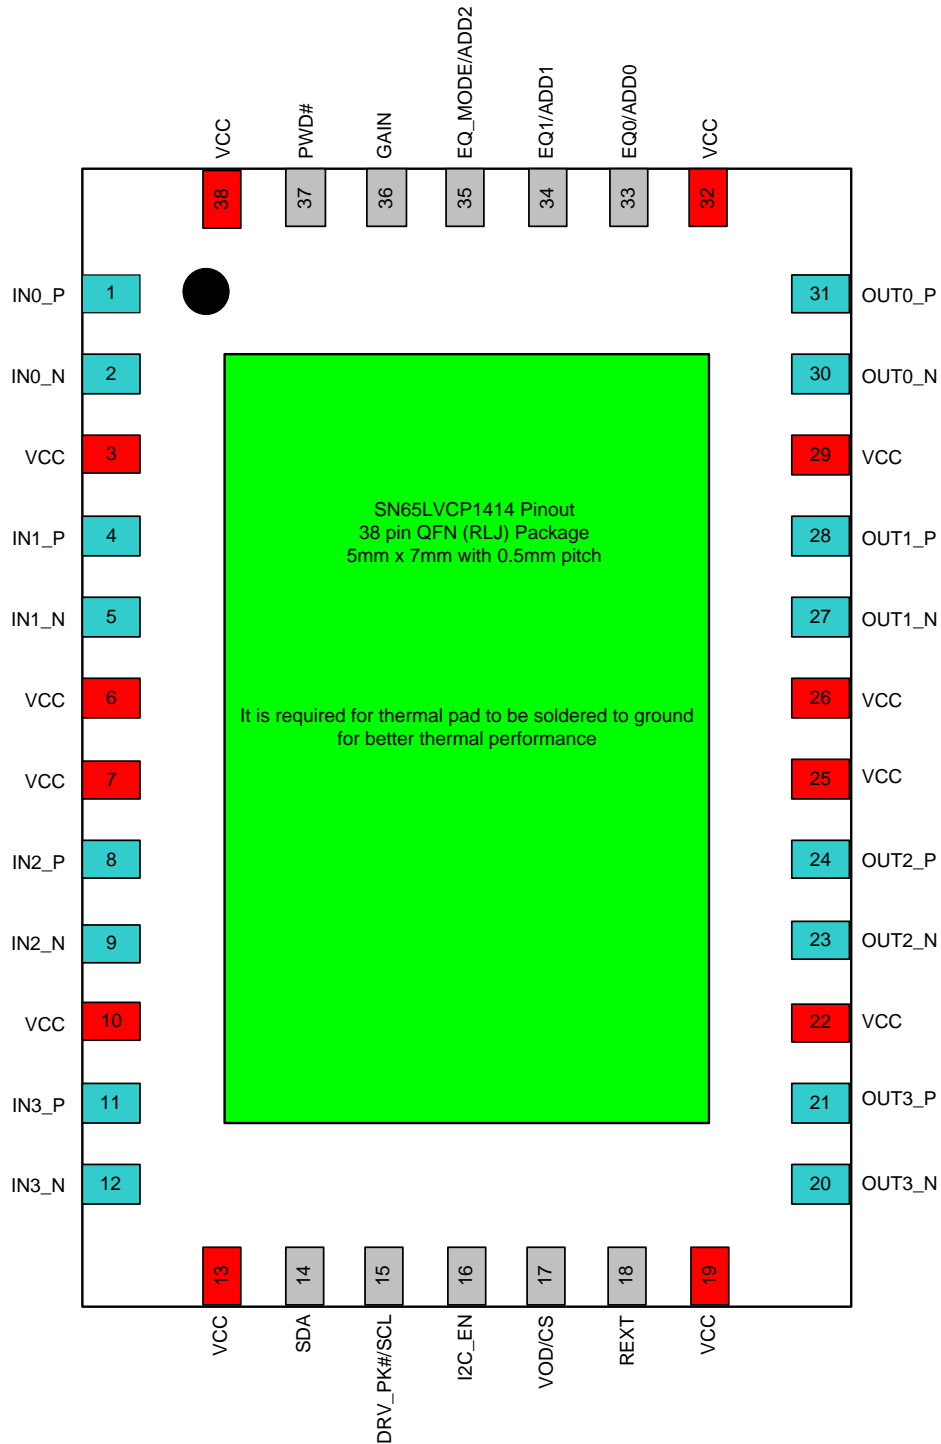 VCC
PWD#
GAIN
EQ_MODE/ADD2
EQ1/ADD1
EQ0/ADD0
VCC
38
37
36
35
34
33
32
IN0_P 1
31 OUT0_P
IN0_N 2
30 OUT0_N
VCC 3
29 VCC
SN65LVCP1414 Pinout
38 pin QFN (RLJ) Package
5mm x 7mm with 0.5mm pitch
IN1_P 4
28 OUT1_P
IN1_N 5
27 OUT1_N
VCC 6
26 VCC
It is required for thermal pad to be soldered to ground
for better thermal performance
VCC 7
25 VCC
IN2_P 8
24 OUT2_P
IN2_N 9
23 OUT2_N
VCC 10
22 VCC
IN3_P 11
21 OUT3_P
IN3_N 12
20 OUT3_N
13
14
15
16
17
18
19
VCC
SDA
DRV_PK#/SCL
I2C_EN
VOD/CS
REXT
VCC